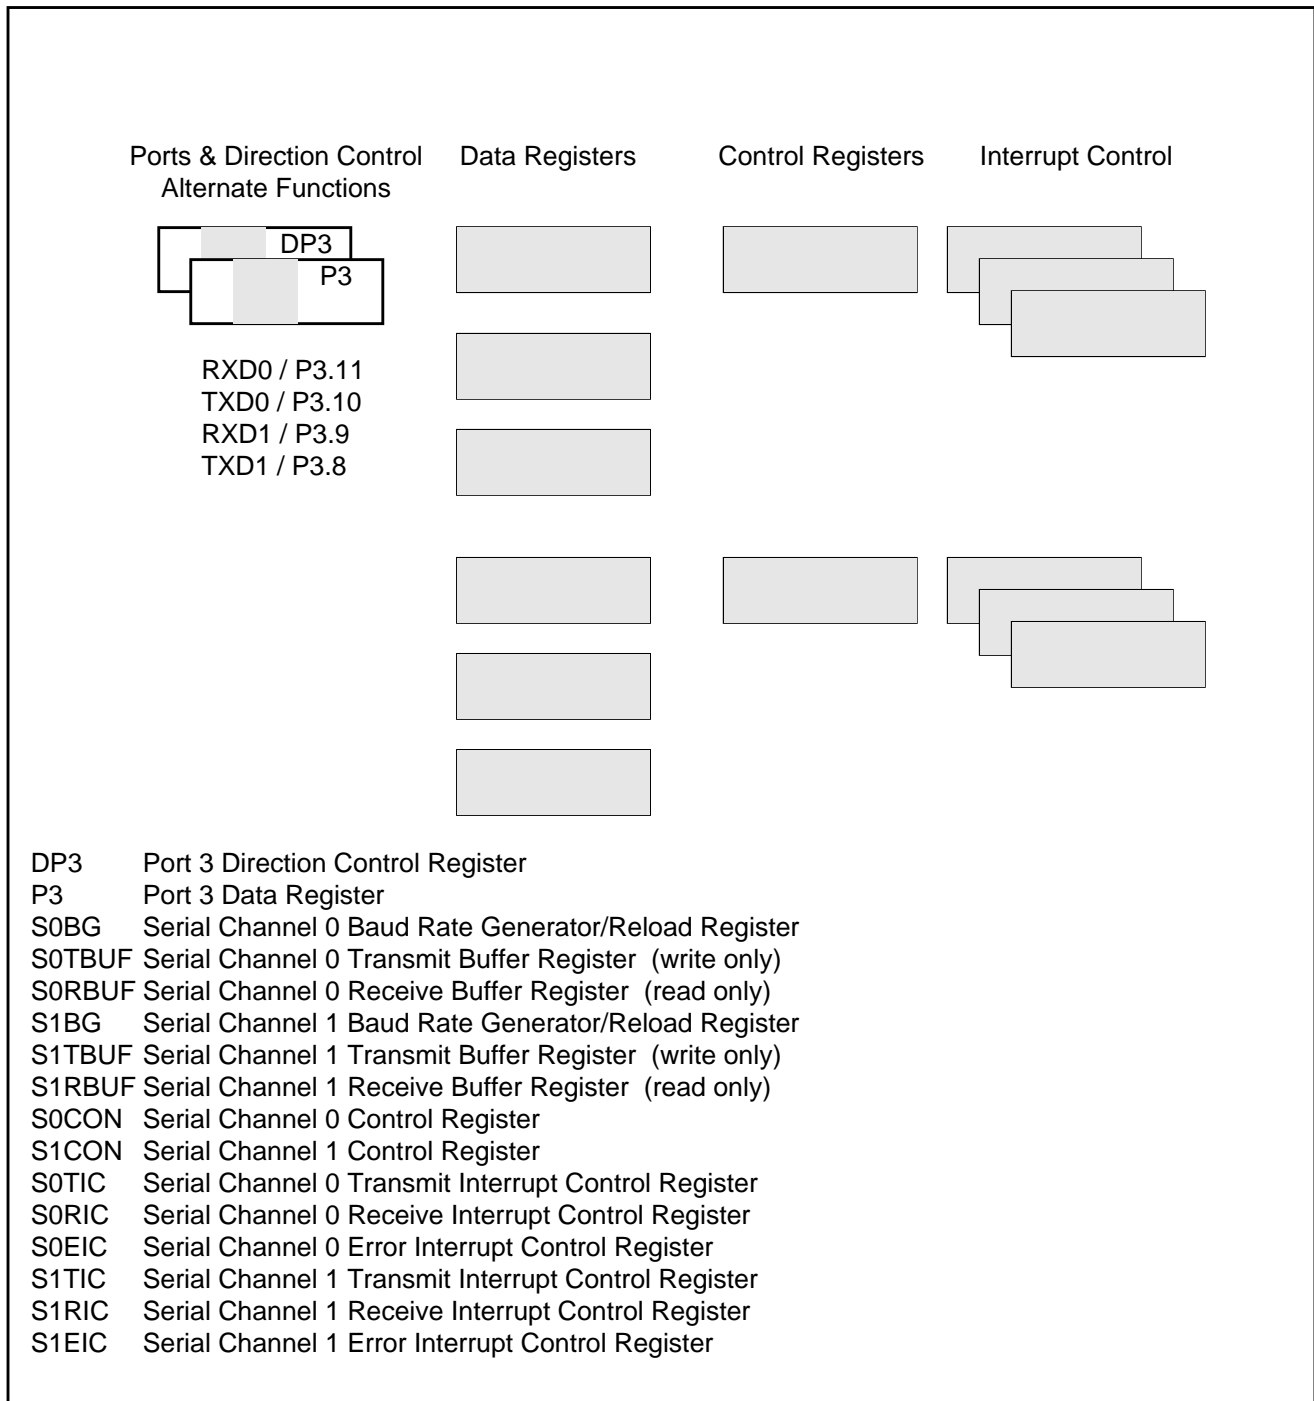 Ports & Direction Control
Alternate Functions
Data Registers
Control Registers
Interrupt Control
DP3
P3
RXD0 / P3.11
TXD0 / P3.10
RXD1 / P3.9
TXD1 / P3.8
DP3 Port 3 Direction Control Register
P3 Port 3 Data Register
S0BG Serial Channel 0 Baud Rate Generator/Reload Register
S0TBUF Serial Channel 0 Transmit Buffer Register (write only)
S0RBUF Serial Channel 0 Receive Buffer Register (read only)
S1BG Serial Channel 1 Baud Rate Generator/Reload Register
S1TBUF Serial Channel 1 Transmit Buffer Register (write only)
S1RBUF Serial Channel 1 Receive Buffer Register (read only)
S0CON Serial Channel 0 Control Register
S1CON Serial Channel 1 Control Register
S0TIC Serial Channel 0 Transmit Interrupt Control Register
S0RIC Serial Channel 0 Receive Interrupt Control Register
S0EIC Serial Channel 0 Error Interrupt Control Register
S1TIC Serial Channel 1 Transmit Interrupt Control Register
S1RIC Serial Channel 1 Receive Interrupt Control Register
S1EIC Serial Channel 1 Error Interrupt Control Register